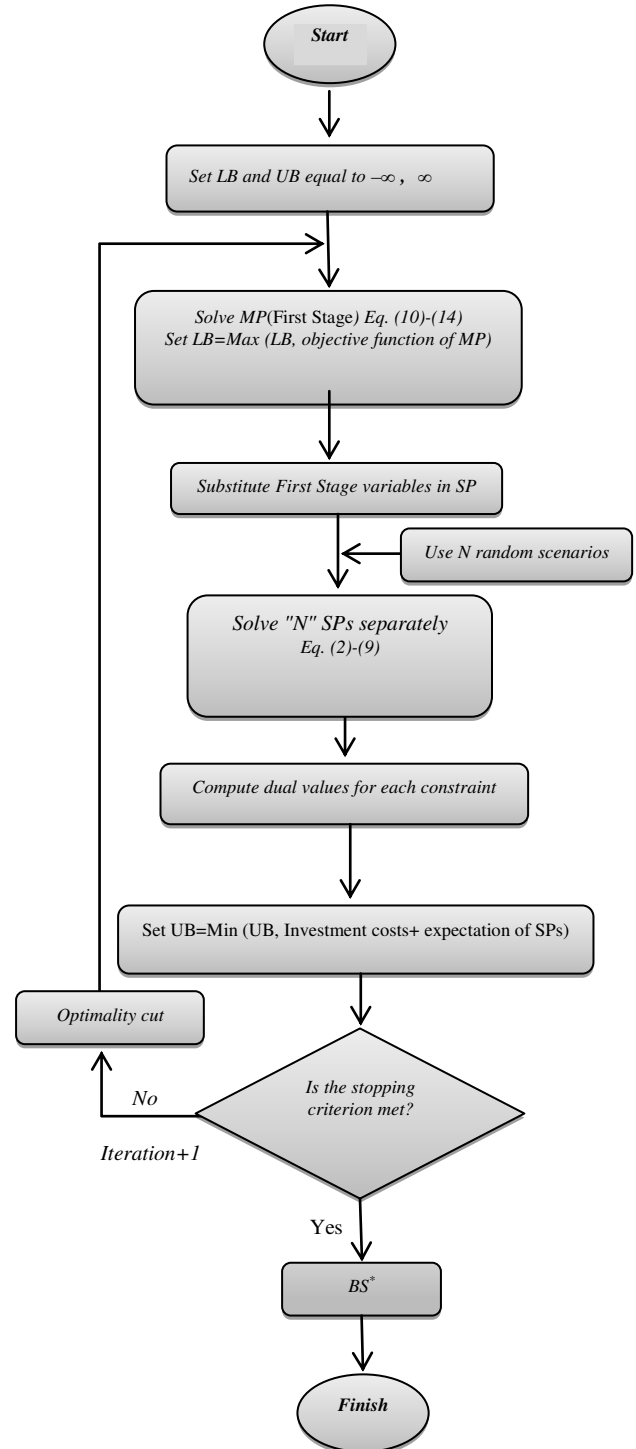 Start
Set LB and UB equal to −∞ , ∞
Solve MP(First Stage) Eq. (10)-(14)
Set LB=Max (LB, objective function of MP)
Substitute First Stage variables in SP
Use N random scenarios
Solve "N" SPs separately
Eq. (2)-(9)
Compute dual values for each constraint
Set UB=Min (UB, Investment costs+ expectation of SPs)
Optimality cut
Is the stopping
criterion met?
No
Iteration+1
Yes
BS*
Finish